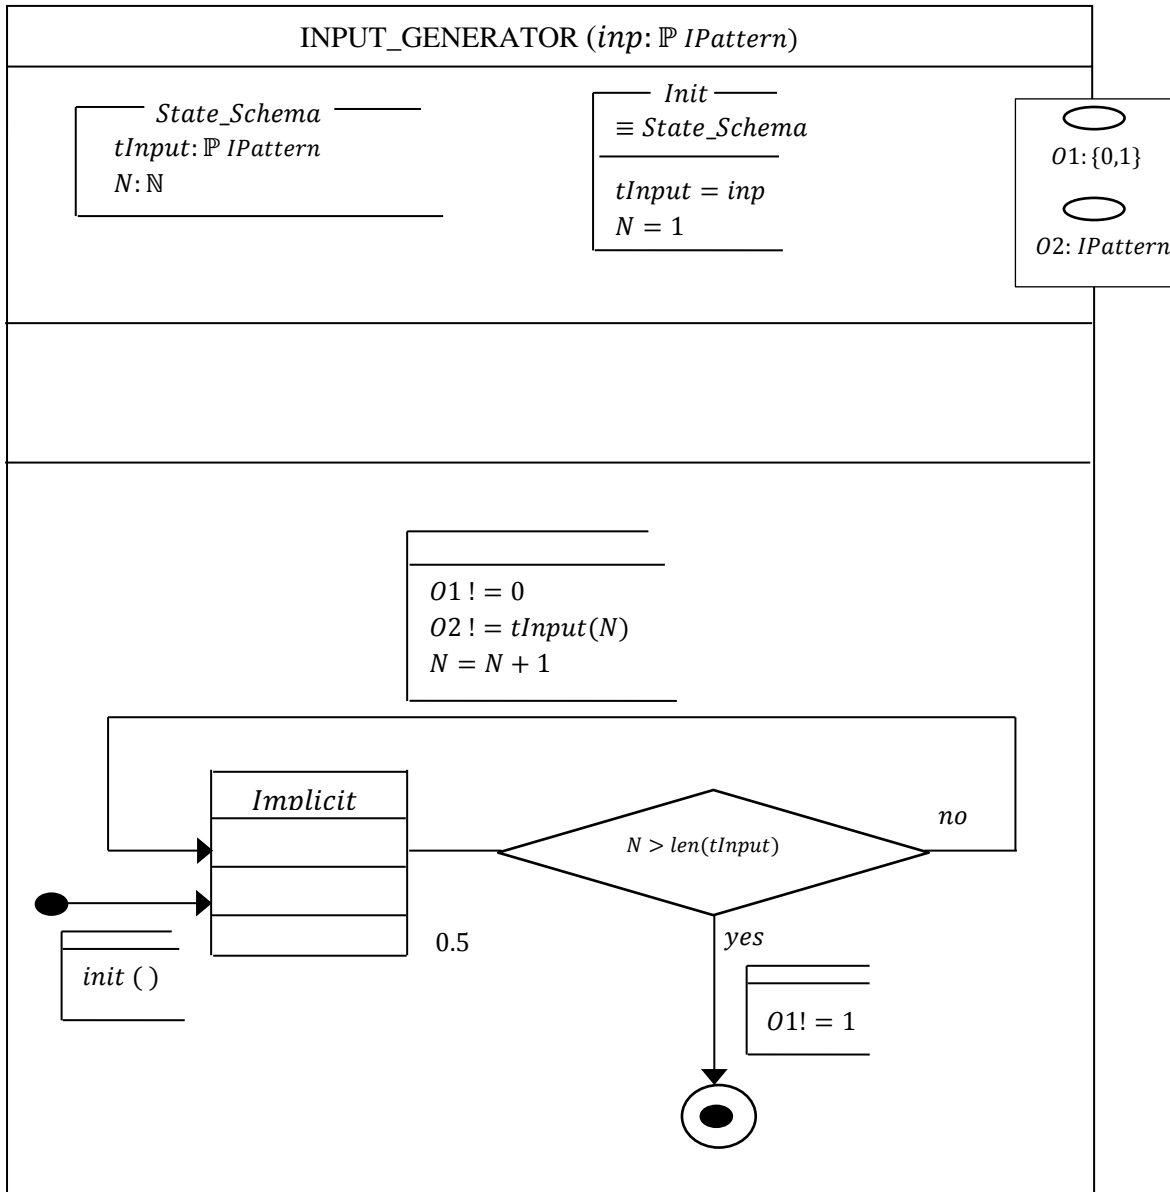 INPUT_GENERATOR (inp: ℙ IPattern)
State_Schema
tInput: ℙ IPattern
N: ℕ
Init
≡ State_Schema
tInput = inp
N = 1
O1: {0,1}
O2: IPattern
O1 ! = 0
O2 ! = tInput(N)
N = N + 1
Implicit
N > len(tInput)
no
0.5
yes
init ( )
O1! = 1